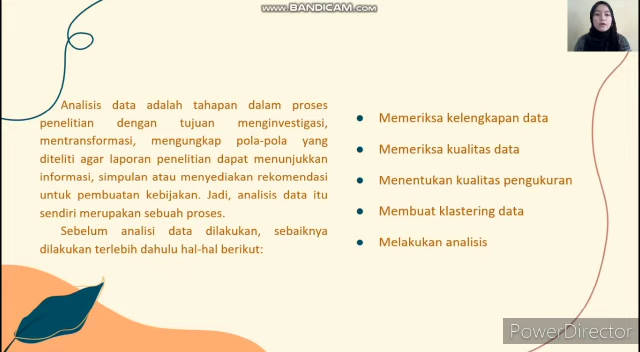 www.BANDICAM.com
Analisis data adalah tahapan dalam proses
penelitian dengan tujuan menginvestigasi,
mentransformasi, mengungkap pola-pola yang
diteliti agar laporan penelitian dapat menunjukkan
informasi, simpulan atau menyediakan rekomendasi
untuk pembuatan kebijakan. Jadi, analisis data itu
sendiri merupakan sebuah proses.
Sebelum analisi data dilakukan, sebaiknya
dilakukan terlebih dahulu hal-hal berikut:
● Memeriksa kelengkapan data
● Memeriksa kualitas data
● Menentukan kualitas pengukuran
● Membuat klastering data
● Melakukan analisis
PowerDirector